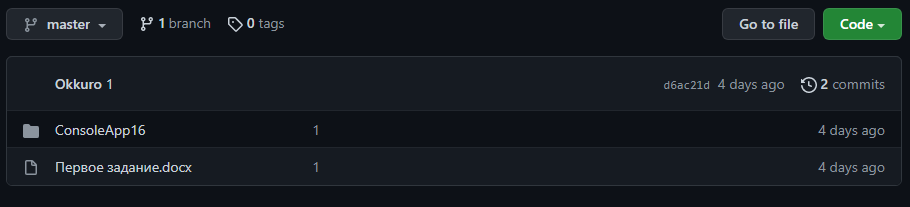 master 1 branch 0 tags Go to file Code
Okkuro 1 d6ac21d 4 days ago 2 commits
ConsoleApp16 1 4 days ago
Первое задание.docx 1 4 days ago